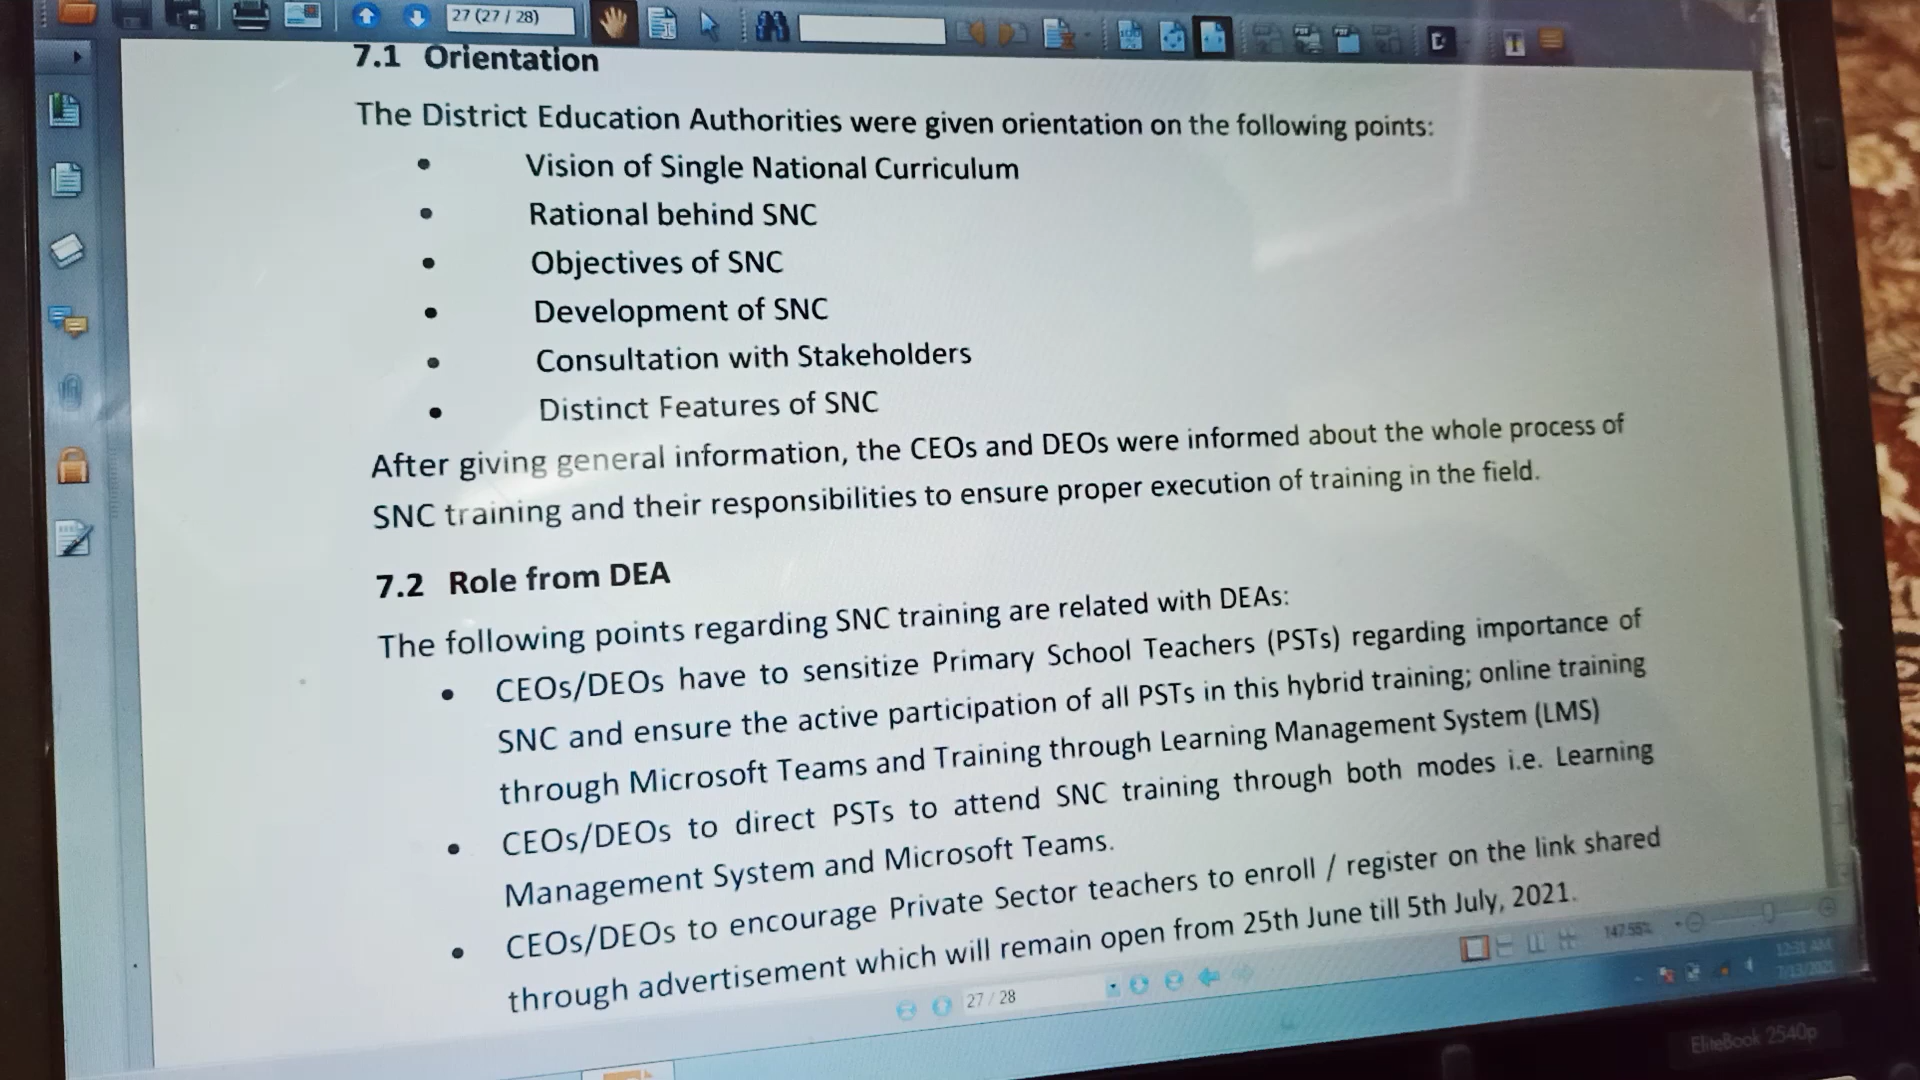 27 (27 / 28)
7.1 Orientation
The District Education Authorities were given orientation on the following points:
• Vision of Single National Curriculum
• Rational behind SNC
• Objectives of SNC
• Development of SNC
• Consultation with Stakeholders
• Distinct Features of SNC
After giving general information, the CEOs and DEOs were informed about the whole process of
SNC training and their responsibilities to ensure proper execution of training in the field.
7.2 Role from DEA
The following points regarding SNC training are related with DEAs:
• CEOs/DEOs have to sensitize Primary School Teachers (PSTs) regarding importance of
SNC and ensure the active participation of all PSTs in this hybrid training; online training
through Microsoft Teams and Training through Learning Management System (LMS)
• CEOs/DEOs to direct PSTs to attend SNC training through both modes i.e. Learning
Management System and Microsoft Teams.
• CEOs/DEOs to encourage Private Sector teachers to enroll / register on the link shared
through advertisement which will remain open from 25th June till 5th July, 2021.
27 / 28
147.55%
12:31 AM
7/13/2021
EliteBook 2540p